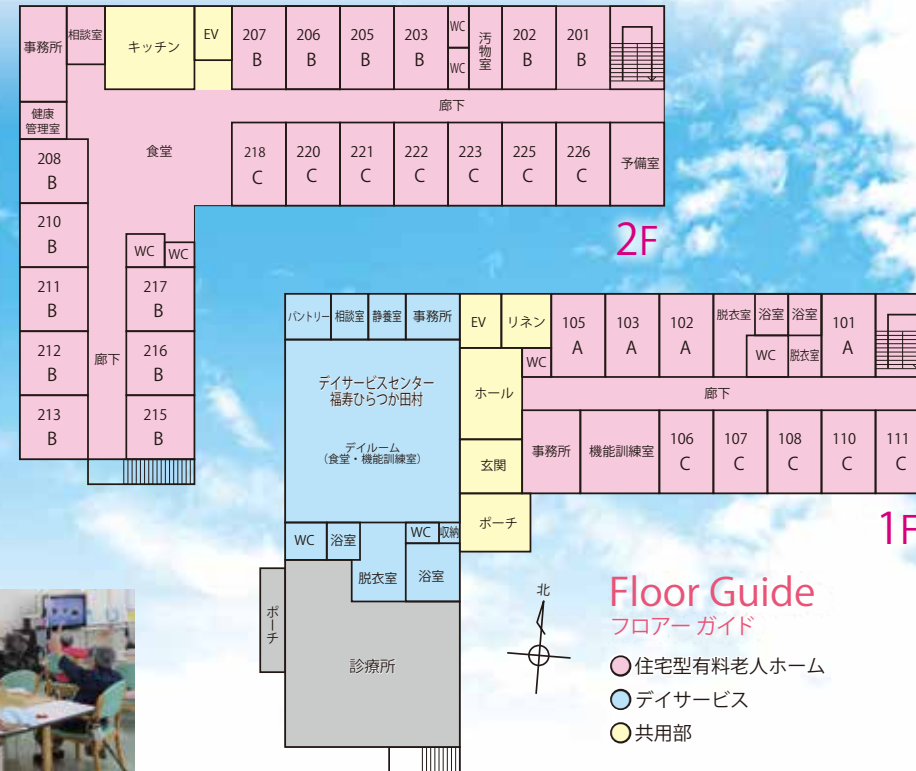 事務所
相談室
キッチン
EV
207
B
206
B
205
B
203
B
WC
WC
汚物室
202
B
201
B
廊下
健康
管理室
食堂
208
B
218
C
220
C
221
C
222
C
223
C
225
C
226
C
予備室
210
B
WC
WC
2F
211
B
217
B
212
B
廊下
216
B
213
B
215
B
パントリー
相談室
静養室
事務所
EV
リネン
105
A
103
A
102
A
脱衣室
浴室
浴室
101
A
WC
WC
脱衣室
デイサービスセンター
福寿ひらつか田村
ホール
廊下
デイルーム
(食堂・機能訓練室)
玄関
事務所
機能訓練室
106
C
107
C
108
C
110
C
111
C
ポーチ
1F
WC
浴室
WC
収納
脱衣室
浴室
ポーチ
診療所
北
Floor Guide
フロアー ガイド
住宅型有料老人ホーム
デイサービス
共用部